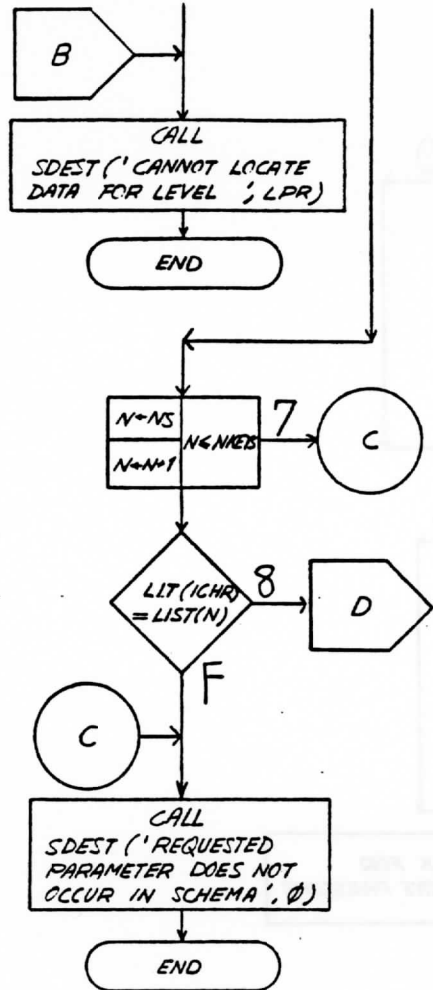 B
CALL
SDEST('CANNOT LOCATE
DATA FOR LEVEL ', LPR)
END
N←NS
N≤NKEYS
7
C
N←N+1
LIT(ICHR)
=LIST(N)
8
D
F
C
CALL
SDEST('REQUESTED
PARAMETER DOES NOT
OCCUR IN SCHEMA', Ø)
END